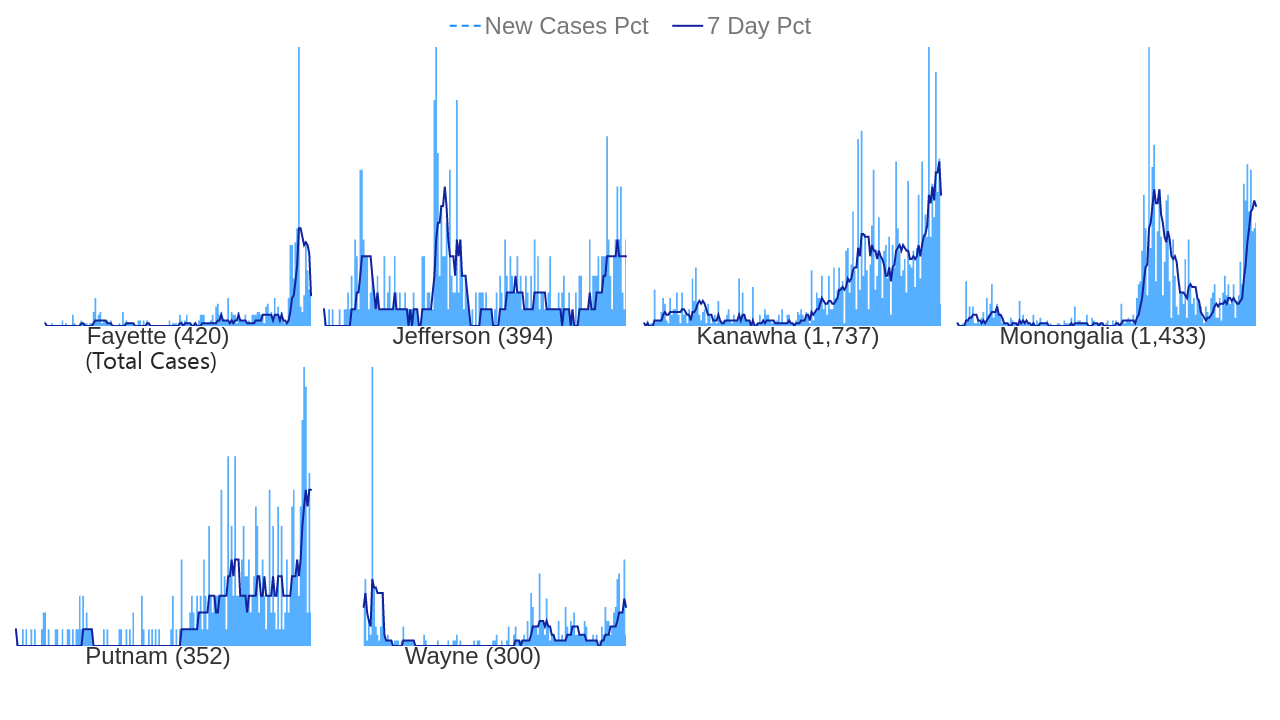 New Cases Pct 7 Day Pct
Fayette (420) Jefferson (394) Kanawha (1,737) Monongalia (1,433)
(Total Cases)
Putnam (352) Wayne (300)